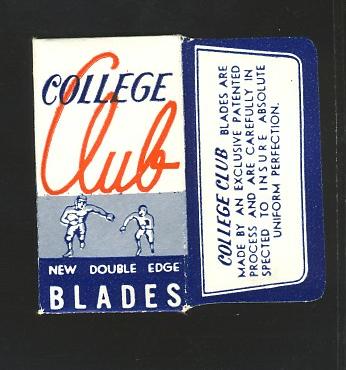 COLLEGE
Club
NEW DOUBLE EDGE
BLADES
COLLEGE CLUB BLADES ARE
MADE BY AN EXCLUSIVE PATENTED
PROCESS AND ARE CAREFULLY IN
SPECTED TO INSURE ABSOLUTE
UNIFORM PERFECTION.